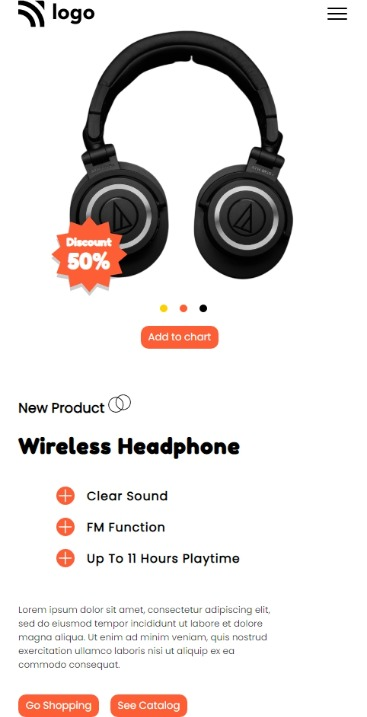 logo
Discount
50%
Add to chart
New Product
Wireless Headphone
Clear Sound
FM Function
Up To 11 Hours Playtime
Lorem ipsum dolor sit amet, consectetur adipiscing elit,
sed do eiusmod tempor incididunt ut labore et dolore
magna aliqua. Ut enim ad minim veniam, quis nostrud
exercitation ullamco laboris nisi ut aliquip ex ea
commodo consequat.
Go Shopping
See Catalog